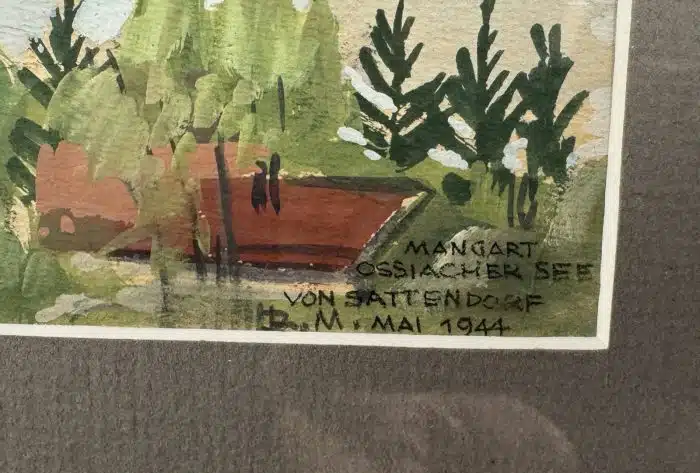 MANGART
OSSIACHER SEE
VON SATTENDORF
R.M. MAI 1944